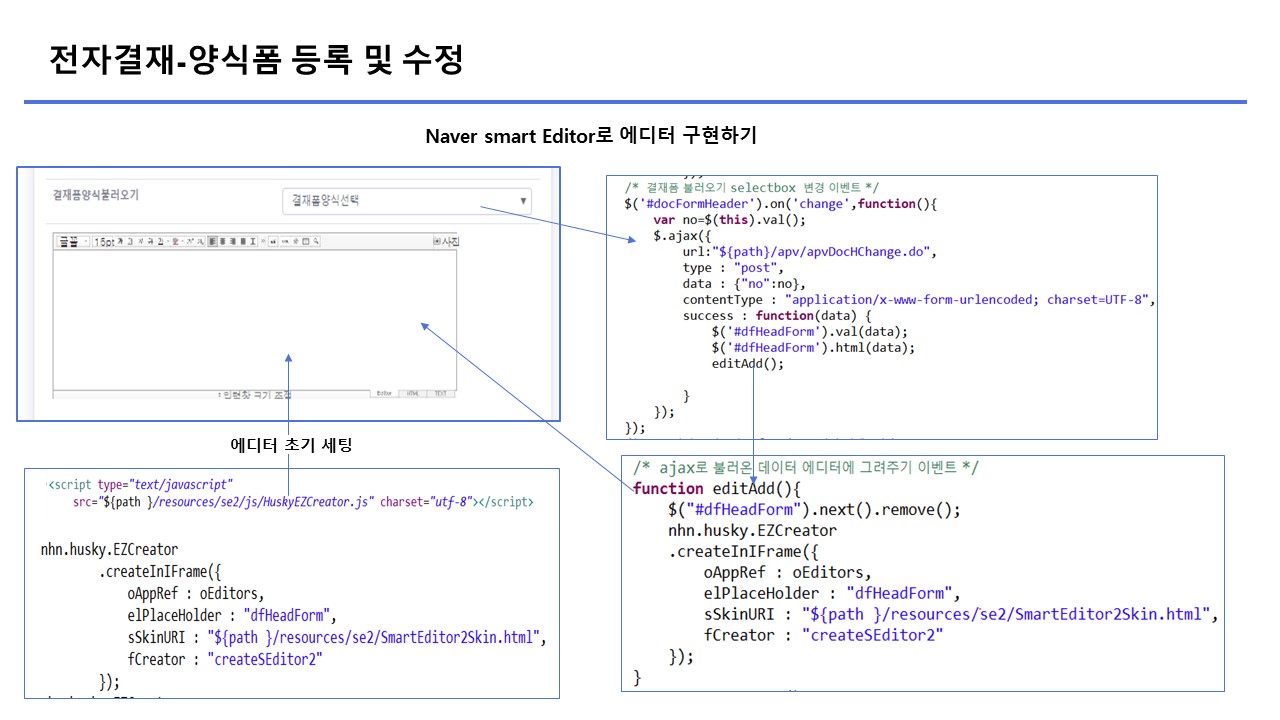 전자결재-양식폼 등록 및 수정
Naver smart Editor로 에디터 구현하기
결재폼양식불러오기
결재폼양식선택
굴꼴 15pt
사진
입력창 크기 조절
Editor HTML TEXT
에디터 초기 세팅
<script type="text/javascript"
src="${path }/resources/se2/js/HuskyEZCreator.js" charset="utf-8"></script>
nhn.husky.EZCreator
.createInIFrame({
oAppRef : oEditors,
elPlaceHolder : "dfHeadForm",
sSkinURI : "${path }/resources/se2/SmartEditor2Skin.html",
fCreator : "createSEditor2"
});
/* 결재폼 불러오기 selectbox 변경 이벤트 */
$('#docFormHeader').on('change',function(){
var no=$(this).val();
$.ajax({
url:"${path}/apv/apvDocHChange.do",
type : "post",
data : {"no":no},
contentType : "application/x-www-form-urlencoded; charset=UTF-8",
success : function(data) {
$('#dfHeadForm').val(data);
$('#dfHeadForm').html(data);
editAdd();
}
});
});
/* ajax로 불러온 데이터 에디터에 그려주기 이벤트 */
function editAdd(){
$("#dfHeadForm").next().remove();
nhn.husky.EZCreator
.createInIFrame({
oAppRef : oEditors,
elPlaceHolder : "dfHeadForm",
sSkinURI : "${path }/resources/se2/SmartEditor2Skin.html",
fCreator : "createSEditor2"
});
}